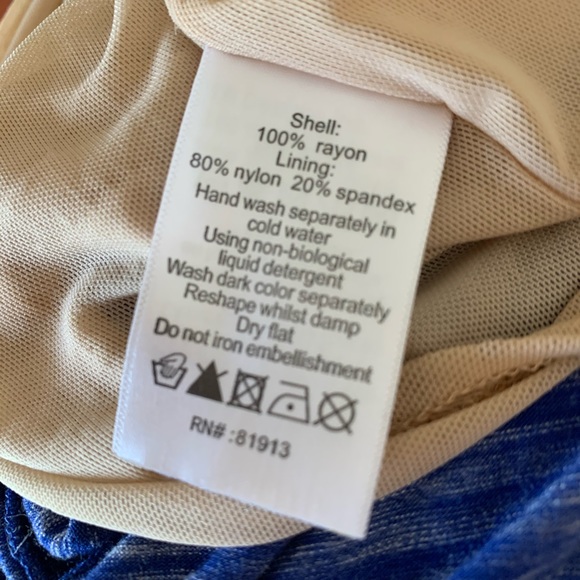 Shell:
100% rayon
Lining:
80% nylon 20% spandex
Hand wash separately in
cold water
Using non-biological
liquid detergent
Wash dark color separately
Reshape whilst damp
Dry flat
Do not iron embellishment
RN# :81913